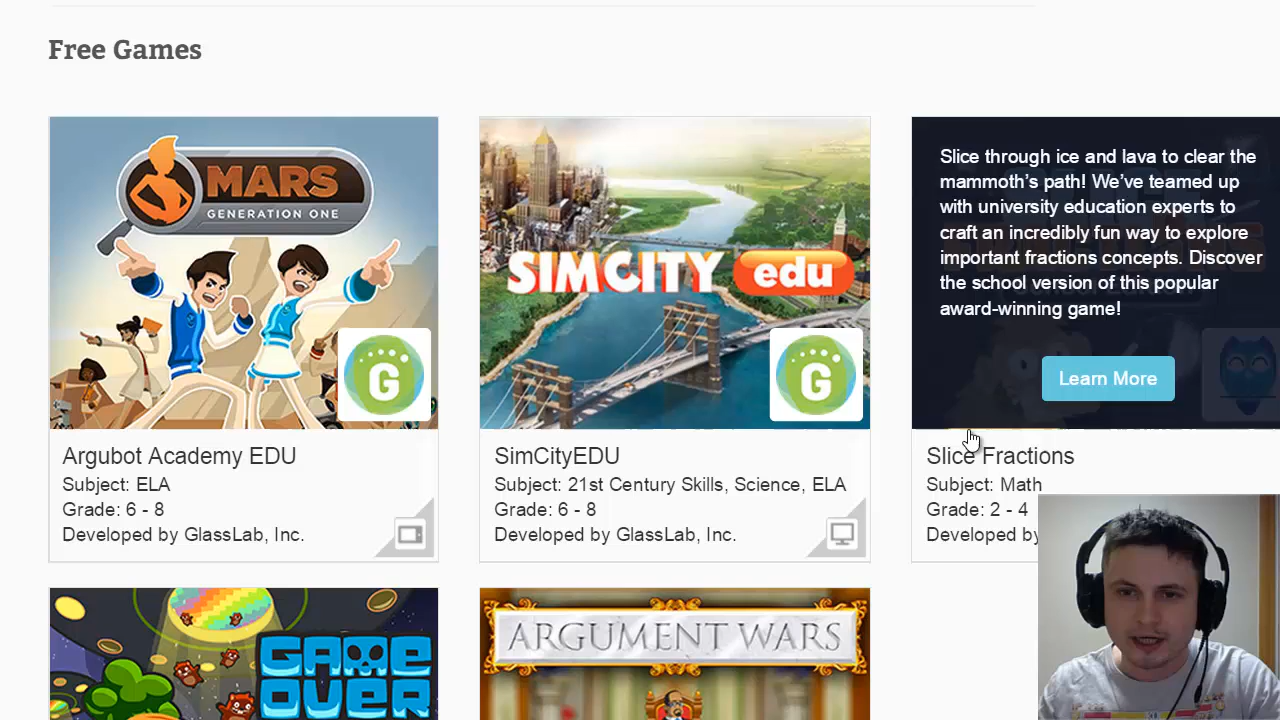 Free Games
MARS
GENERATION ONE
G
Argubot Academy EDU
Subject: ELA
Grade: 6 - 8
Developed by GlassLab, Inc.
SIMCITY edu
G
SimCityEDU
Subject: 21st Century Skills, Science, ELA
Grade: 6 - 8
Developed by GlassLab, Inc.
Slice through ice and lava to clear the
mammoth’s path! We’ve teamed up
with university education experts to
craft an incredibly fun way to explore
important fractions concepts. Discover
the school version of this popular
award-winning game!
Learn More
Slice Fractions
Subject: Math
Grade: 2 - 4
Developed by
GAME
OVER
ARGUMENT WARS